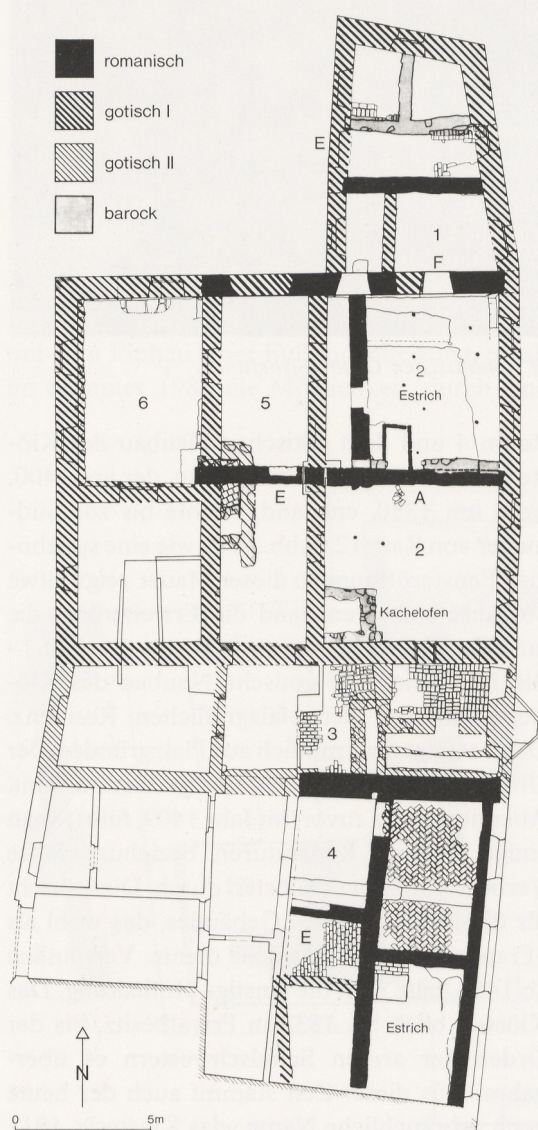 romanisch
gotisch I
gotisch II
barock
E
1
F
2
Estrich
6
5
E
A
2
Kachelofen
3
4
E
Estrich
N
0 5m